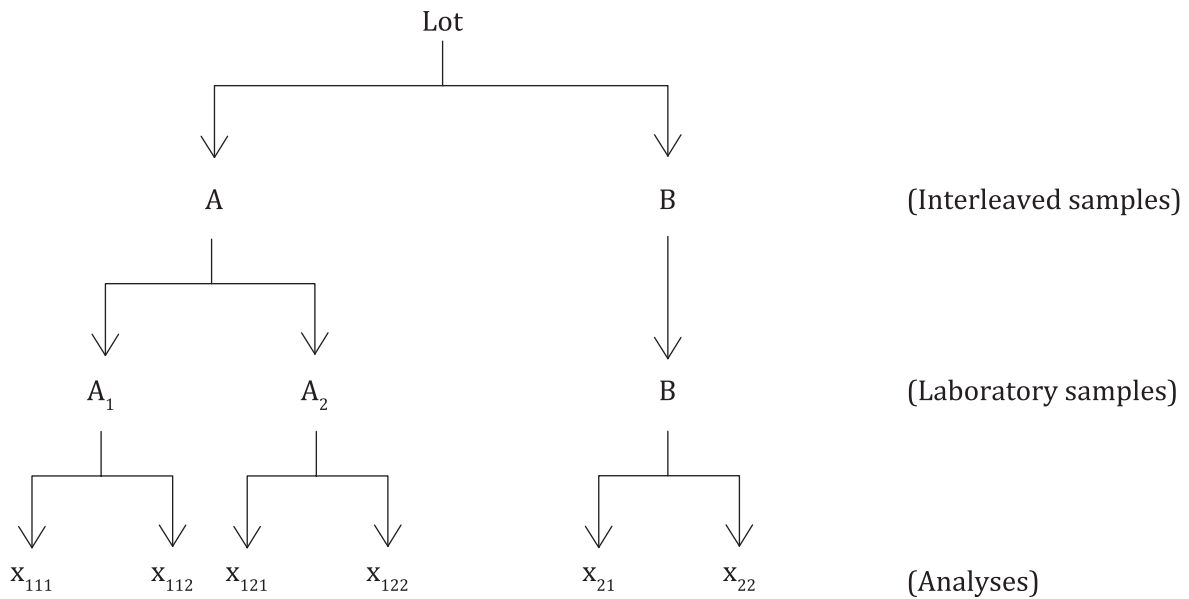 Lot
A B (Interleaved samples)
A₁ A₂ B (Laboratory samples)
x₁₁₁ x₁₁₂ x₁₂₁ x₁₂₂ x₂₁ x₂₂ (Analyses)